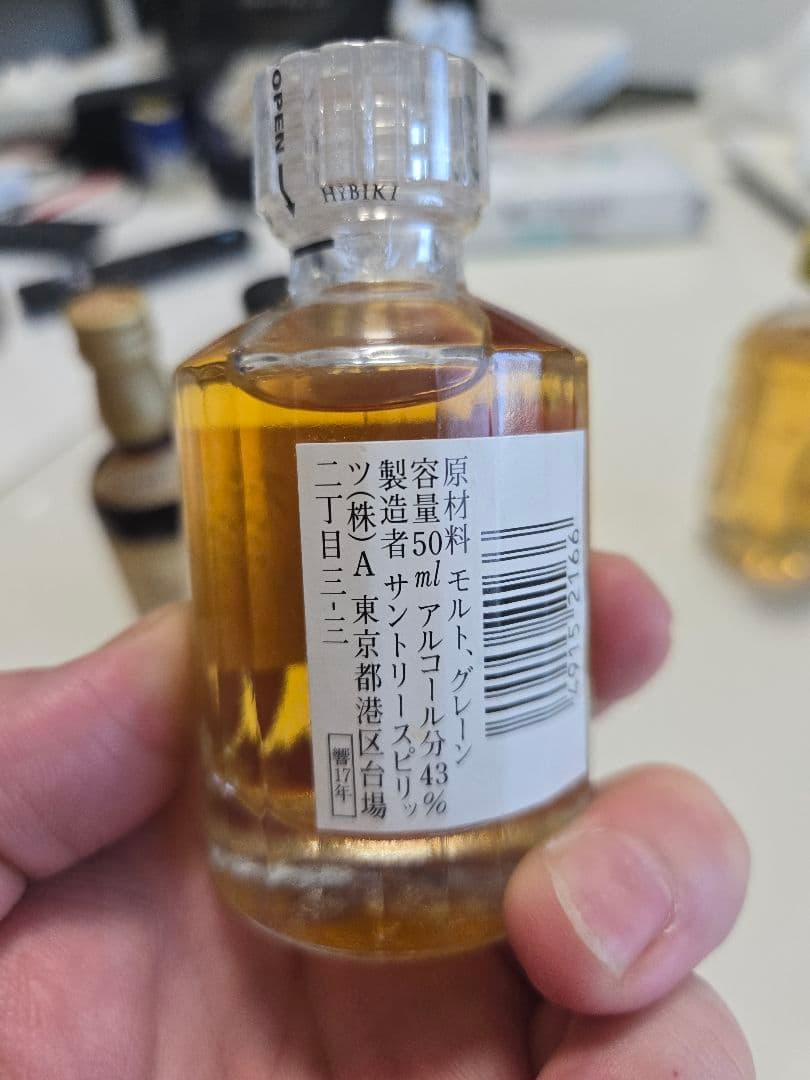 OPEN
HIBIKI
原材料 モルト、グレーン
容量50ml アルコール分43%
製造者 サントリースピリッ
ツ(株)A 東京都港区台場
二丁目三-三
響17年
4915 2166